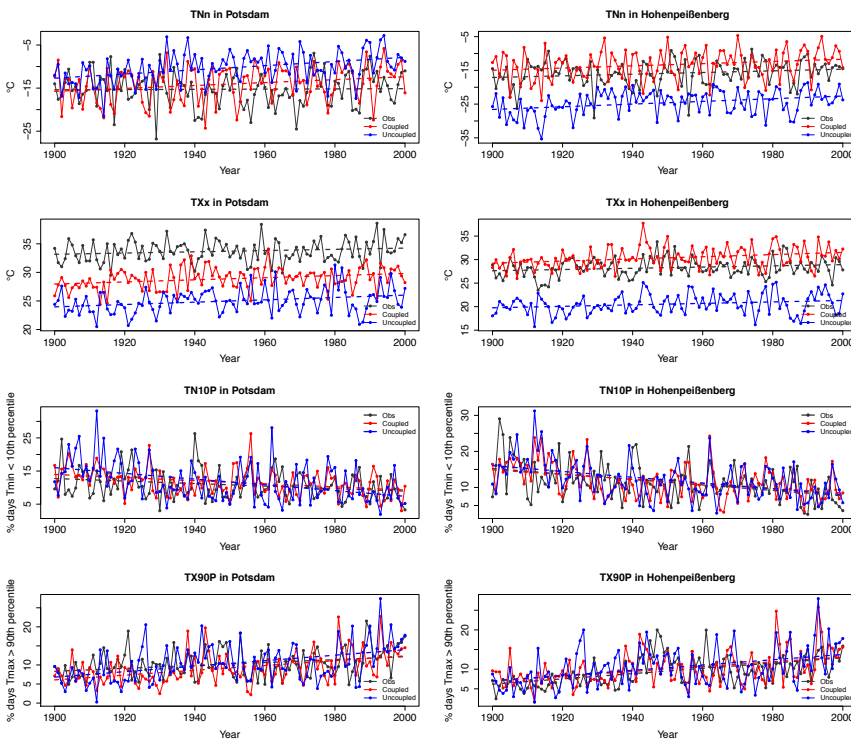 TNn in Potsdam
°C
−5
−15
−25
1900
1920
1940
1960
1980
2000
Year
Obs
Coupled
Uncoupled
TNn in Hohenpeißenberg
°C
−5
−15
−25
−35
1900
1920
1940
1960
1980
2000
Year
Obs
Coupled
Uncoupled
TXx in Potsdam
°C
35
30
25
20
1900
1920
1940
1960
1980
2000
Year
Obs
Coupled
Uncoupled
TXx in Hohenpeißenberg
°C
35
30
25
20
15
1900
1920
1940
1960
1980
2000
Year
Obs
Coupled
Uncoupled
TN10P in Potsdam
% days Tmin < 10th percentile
25
15
5
1900
1920
1940
1960
1980
2000
Year
Obs
Coupled
Uncoupled
TN10P in Hohenpeißenberg
% days Tmin < 10th percentile
30
20
10
5
1900
1920
1940
1960
1980
2000
Year
Obs
Coupled
Uncoupled
TX90P in Potsdam
% days Tmax > 90th percentile
20
10
5
0
1900
1920
1940
1960
1980
2000
Year
Obs
Coupled
Uncoupled
TX90P in Hohenpeißenberg
% days Tmax > 90th percentile
20
10
5
1900
1920
1940
1960
1980
2000
Year
Obs
Coupled
Uncoupled